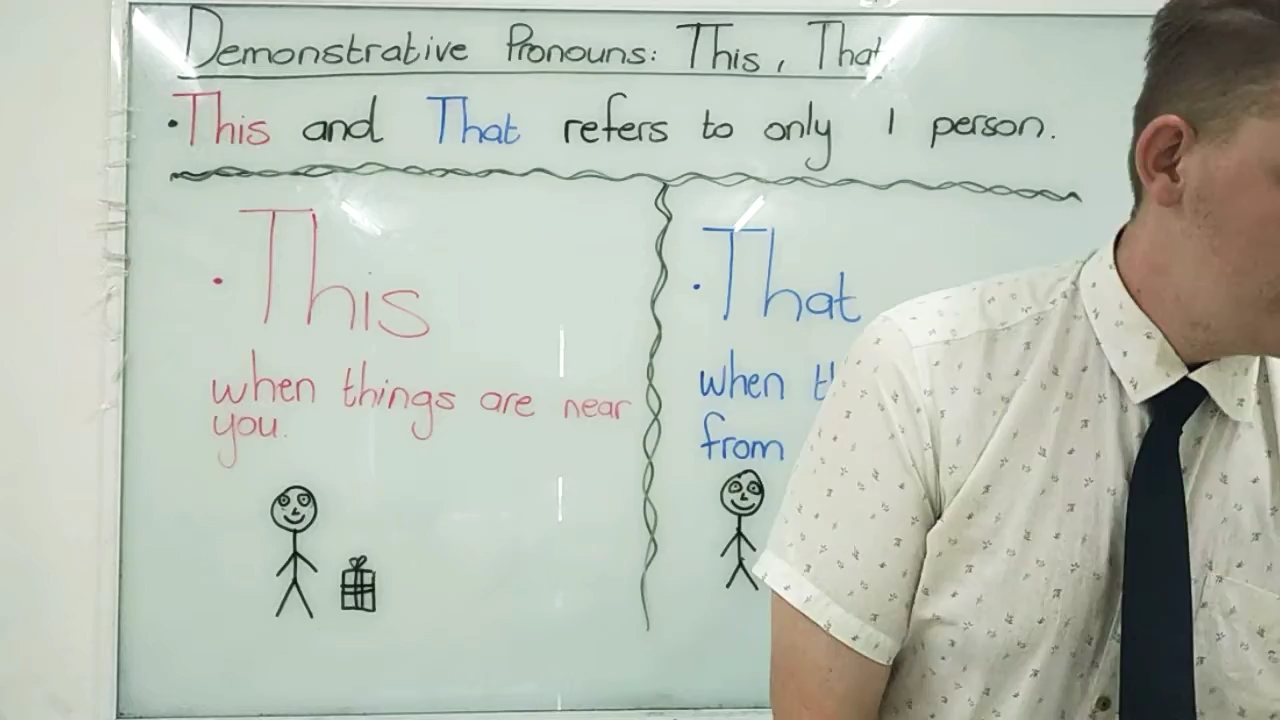 Demonstrative Pronouns: This, That
• This and That refers to only 1 person.
• This
when things are near
you.
• That
when
from